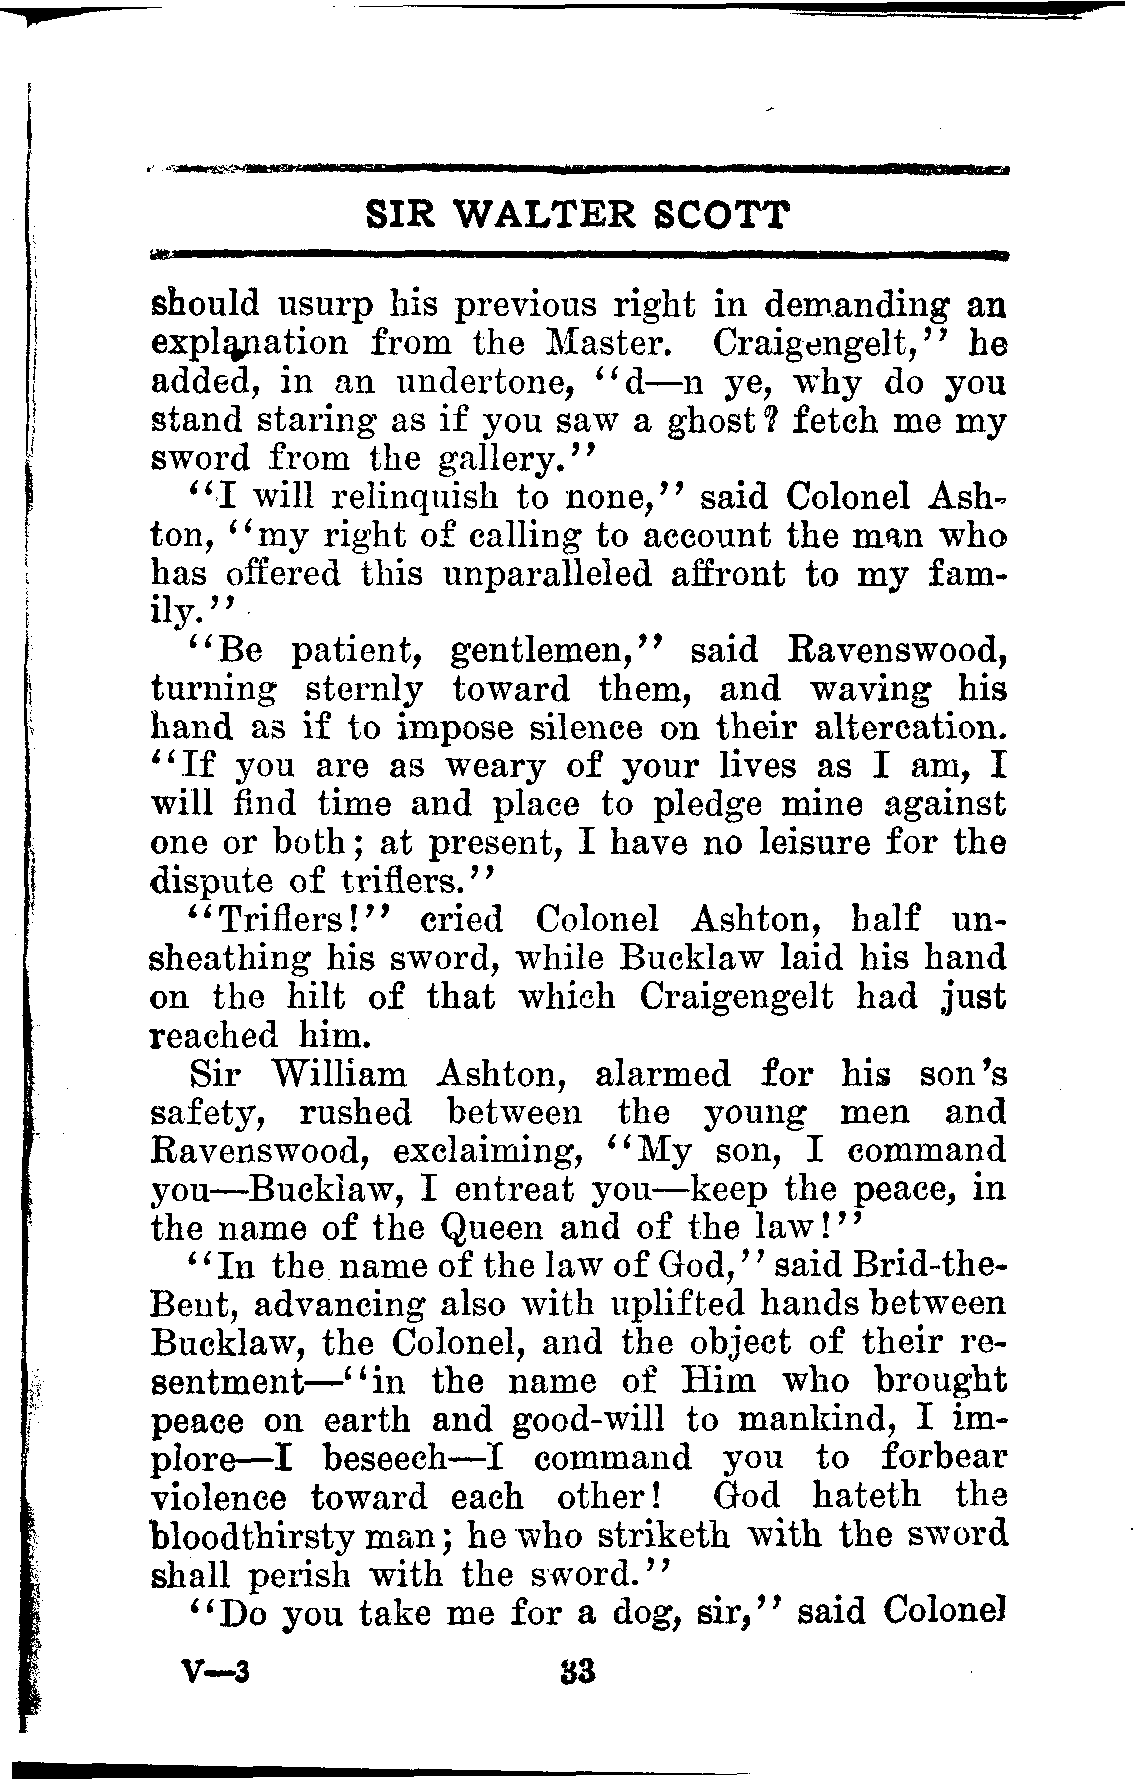 SIR WALTER SCOTT
should usurp his previous right in demanding an
explanation from the Master. Craigengelt,'' he
added, in an undertone, ''d—n ye, why do you
stand staring as if you saw a ghost? fetch me my
sword from the gallery.''
''I will relinquish to none,'' said Colonel Ash-
ton, ''my right of calling to account the man who
has offered this unparalleled affront to my fam-
ily.''
''Be patient, gentlemen,'' said Ravenswood,
turning sternly toward them, and waving his
hand as if to impose silence on their altercation.
''If you are as weary of your lives as I am, I
will find time and place to pledge mine against
one or both; at present, I have no leisure for the
dispute of triflers.''
''Triflers!'' cried Colonel Ashton, half un-
sheathing his sword, while Bucklaw laid his hand
on the hilt of that which Craigengelt had just
reached him.
Sir William Ashton, alarmed for his son's
safety, rushed between the young men and
Ravenswood, exclaiming, ''My son, I command
you—Bucklaw, I entreat you—keep the peace, in
the name of the Queen and of the law!''
''In the name of the law of God,'' said Brid-the-
Bent, advancing also with uplifted hands between
Bucklaw, the Colonel, and the object of their re-
sentment—''in the name of Him who brought
peace on earth and good-will to mankind, I im-
plore—I beseech—I command you to forbear
violence toward each other! God hateth the
bloodthirsty man; he who striketh with the sword
shall perish with the sword.''
''Do you take me for a dog, sir,'' said Colonel
V—3 33